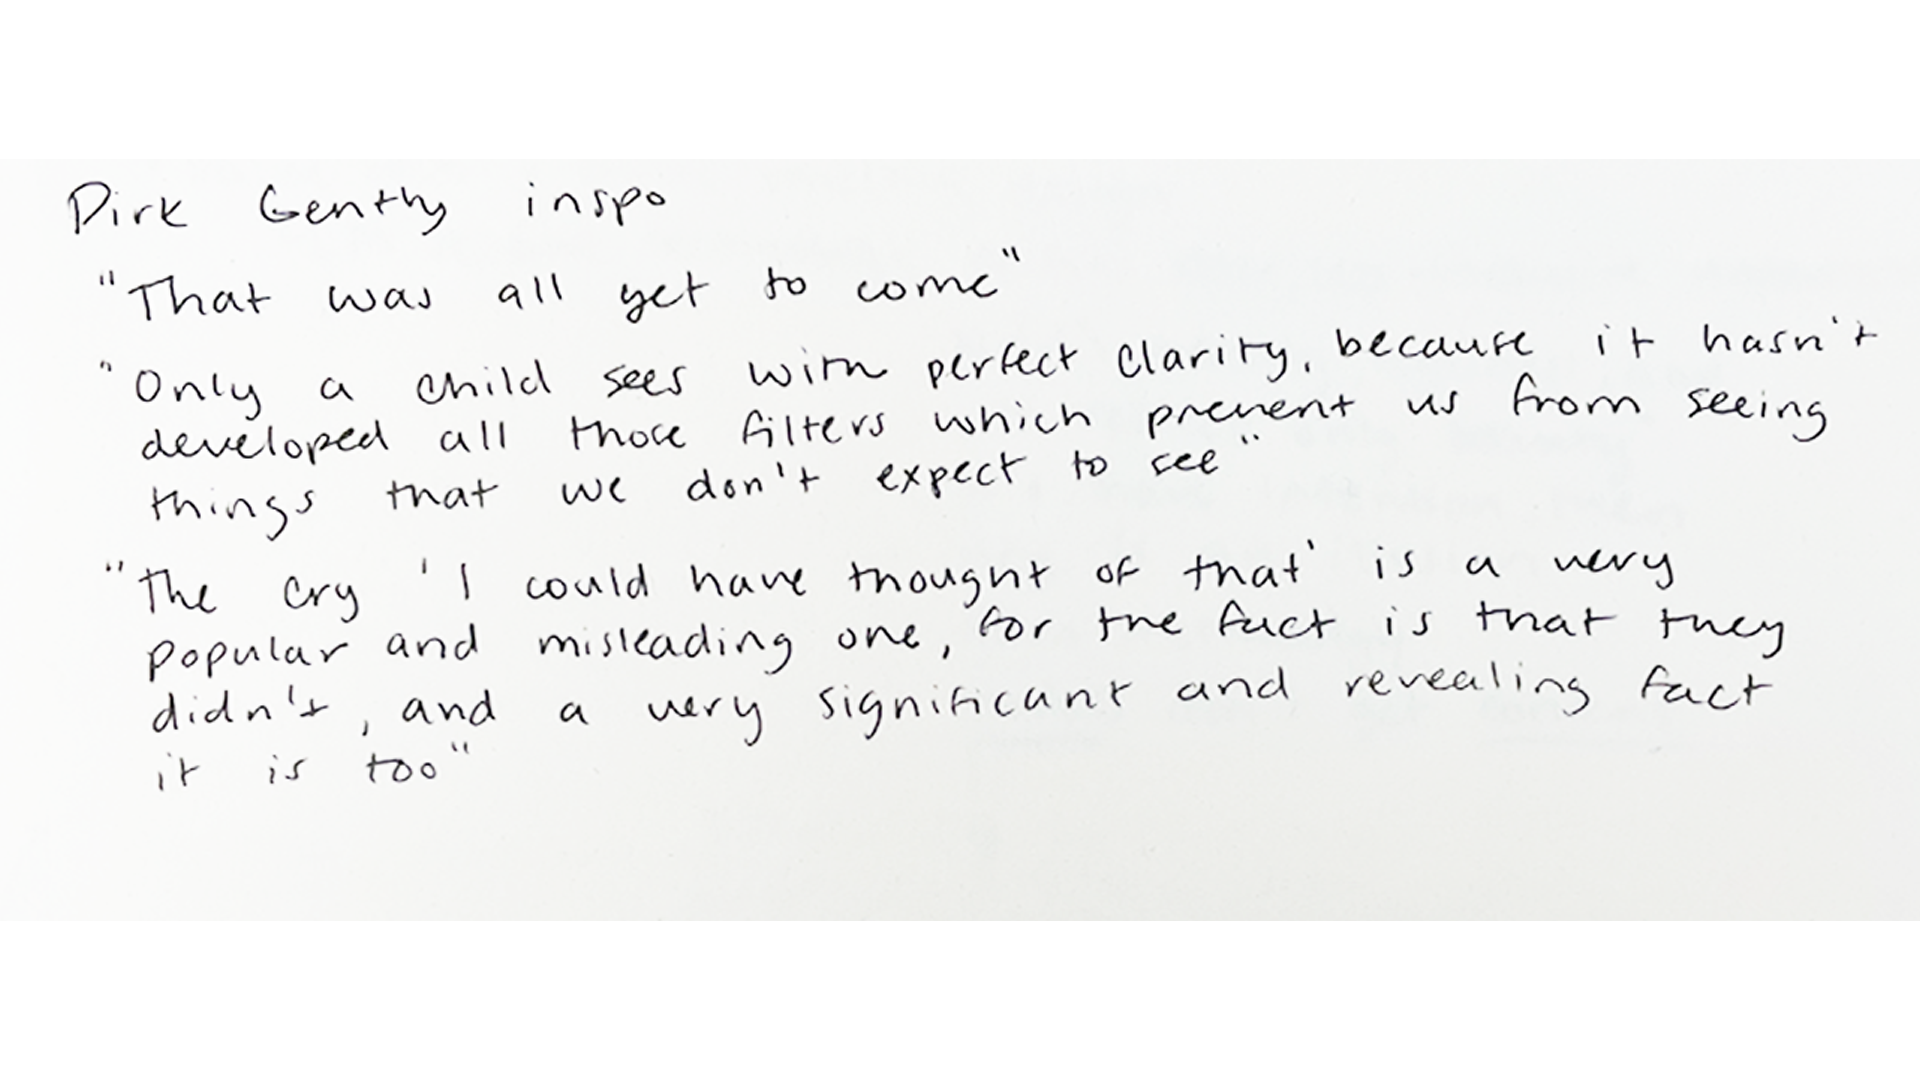 Dirk Gently inspo
"That was all yet to come"
"Only a child sees with perfect clarity, because it hasn't
developed all those filters which prevent us from seeing
things that we don't expect to see"
"The cry 'I could have thought of that' is a very
popular and misleading one, for the fact is that they
didn't, and a very significant and revealing fact
it is too"